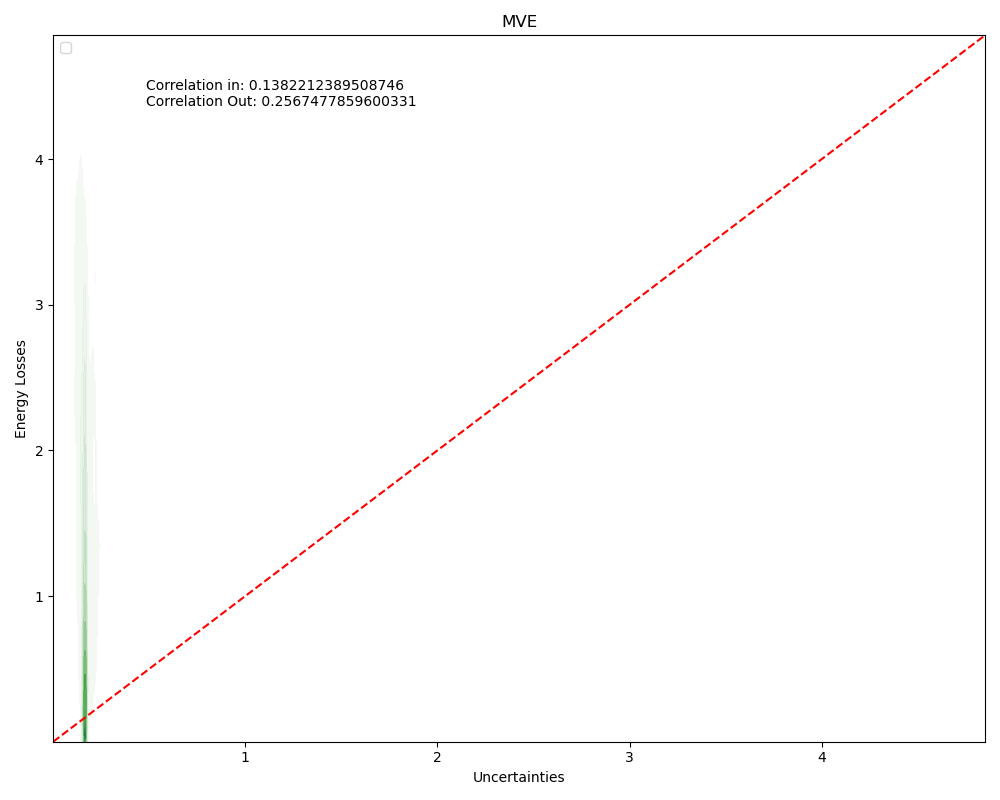 MVE
Correlation in: 0.1382212389508746
Correlation Out: 0.2567477859600331
4
3
2
1
Energy Losses
1 2 3 4
Uncertainties